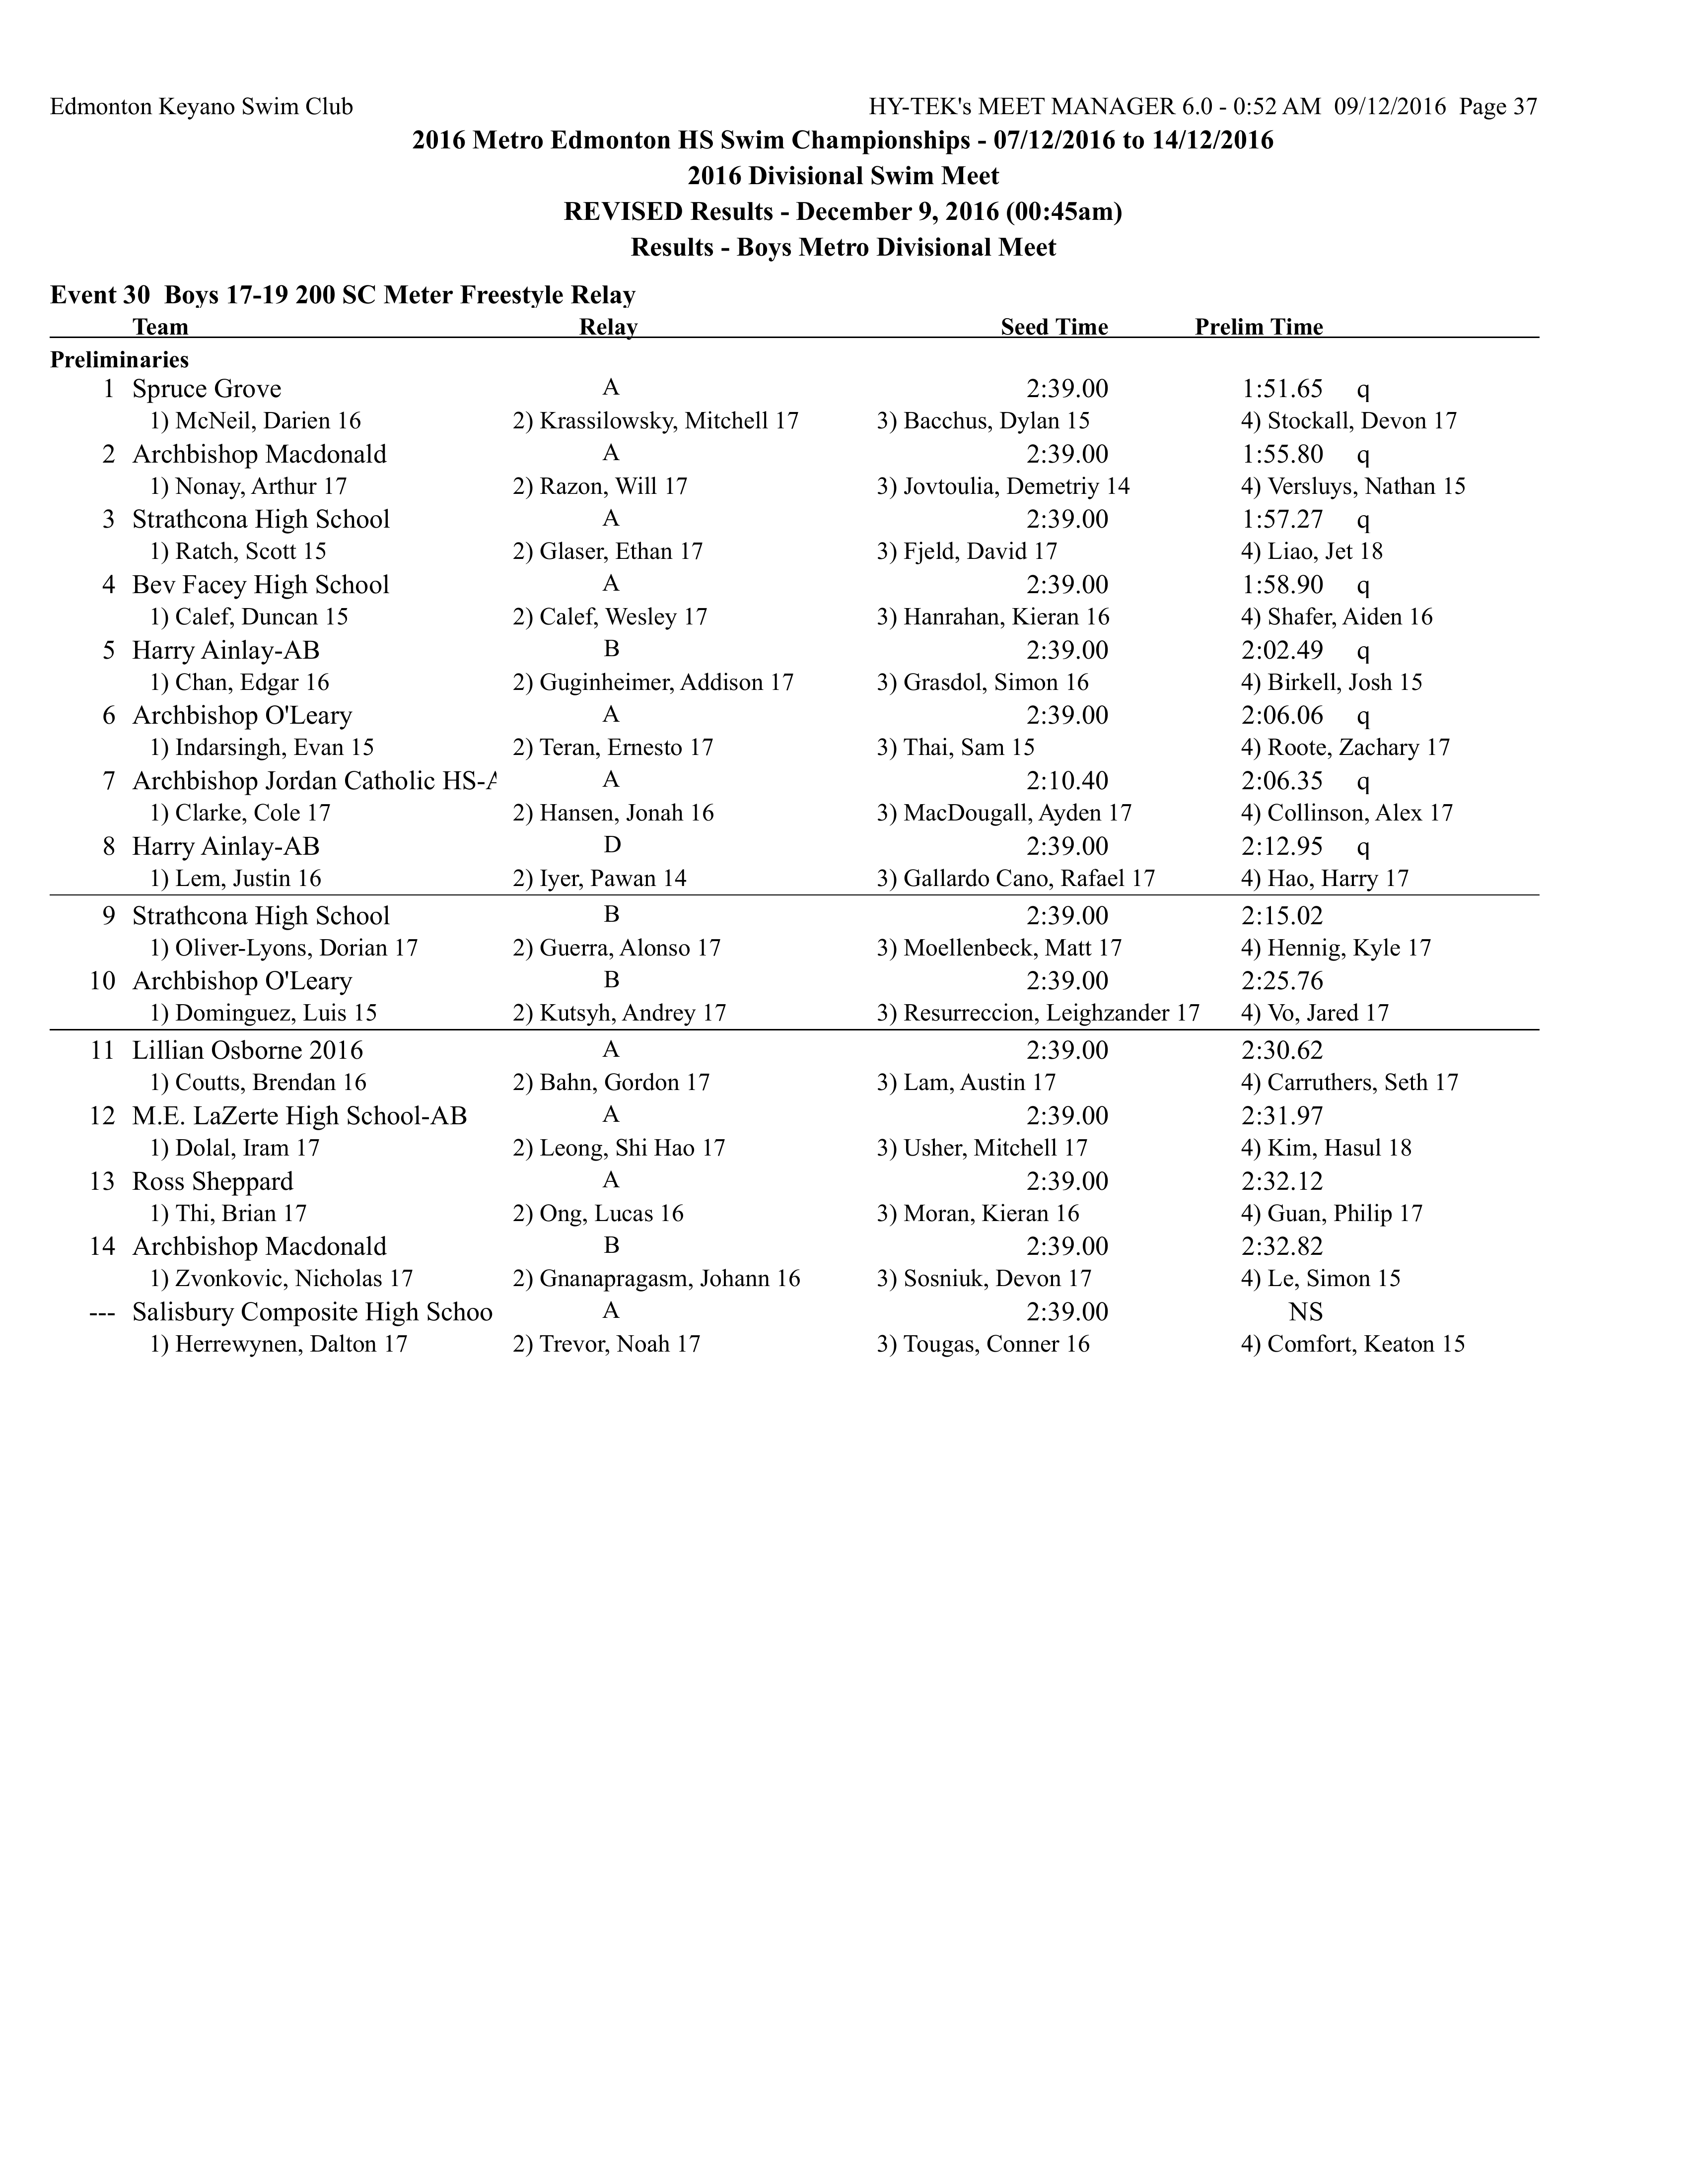 Edmonton Keyano Swim Club HY-TEK's MEET MANAGER 6.0 - 0:52 AM 09/12/2016 Page 37
2016 Metro Edmonton HS Swim Championships - 07/12/2016 to 14/12/2016
2016 Divisional Swim Meet
REVISED Results - December 9, 2016 (00:45am)
Results - Boys Metro Divisional Meet
Event 30 Boys 17-19 200 SC Meter Freestyle Relay
Team Relay Seed Time Prelim Time
Preliminaries
1 Spruce Grove A 2:39.00 1:51.65 q
1) McNeil, Darien 16 2) Krassilowsky, Mitchell 17 3) Bacchus, Dylan 15 4) Stockall, Devon 17
2 Archbishop Macdonald A 2:39.00 1:55.80 q
1) Nonay, Arthur 17 2) Razon, Will 17 3) Jovtoulia, Demetriy 14 4) Versluys, Nathan 15
3 Strathcona High School A 2:39.00 1:57.27 q
1) Ratch, Scott 15 2) Glaser, Ethan 17 3) Fjeld, David 17 4) Liao, Jet 18
4 Bev Facey High School A 2:39.00 1:58.90 q
1) Calef, Duncan 15 2) Calef, Wesley 17 3) Hanrahan, Kieran 16 4) Shafer, Aiden 16
5 Harry Ainlay-AB B 2:39.00 2:02.49 q
1) Chan, Edgar 16 2) Guginheimer, Addison 17 3) Grasdol, Simon 16 4) Birkell, Josh 15
6 Archbishop O'Leary A 2:39.00 2:06.06 q
1) Indarsingh, Evan 15 2) Teran, Ernesto 17 3) Thai, Sam 15 4) Roote, Zachary 17
7 Archbishop Jordan Catholic HS-A A 2:10.40 2:06.35 q
1) Clarke, Cole 17 2) Hansen, Jonah 16 3) MacDougall, Ayden 17 4) Collinson, Alex 17
8 Harry Ainlay-AB D 2:39.00 2:12.95 q
1) Lem, Justin 16 2) Iyer, Pawan 14 3) Gallardo Cano, Rafael 17 4) Hao, Harry 17
9 Strathcona High School B 2:39.00 2:15.02
1) Oliver-Lyons, Dorian 17 2) Guerra, Alonso 17 3) Moellenbeck, Matt 17 4) Hennig, Kyle 17
10 Archbishop O'Leary B 2:39.00 2:25.76
1) Dominguez, Luis 15 2) Kutsyh, Andrey 17 3) Resurreccion, Leighzander 17 4) Vo, Jared 17
11 Lillian Osborne 2016 A 2:39.00 2:30.62
1) Coutts, Brendan 16 2) Bahn, Gordon 17 3) Lam, Austin 17 4) Carruthers, Seth 17
12 M.E. LaZerte High School-AB A 2:39.00 2:31.97
1) Dolal, Iram 17 2) Leong, Shi Hao 17 3) Usher, Mitchell 17 4) Kim, Hasul 18
13 Ross Sheppard A 2:39.00 2:32.12
1) Thi, Brian 17 2) Ong, Lucas 16 3) Moran, Kieran 16 4) Guan, Philip 17
14 Archbishop Macdonald B 2:39.00 2:32.82
1) Zvonkovic, Nicholas 17 2) Gnanapragasm, Johann 16 3) Sosniuk, Devon 17 4) Le, Simon 15
--- Salisbury Composite High Schoo A 2:39.00 NS
1) Herrewynen, Dalton 17 2) Trevor, Noah 17 3) Tougas, Conner 16 4) Comfort, Keaton 15